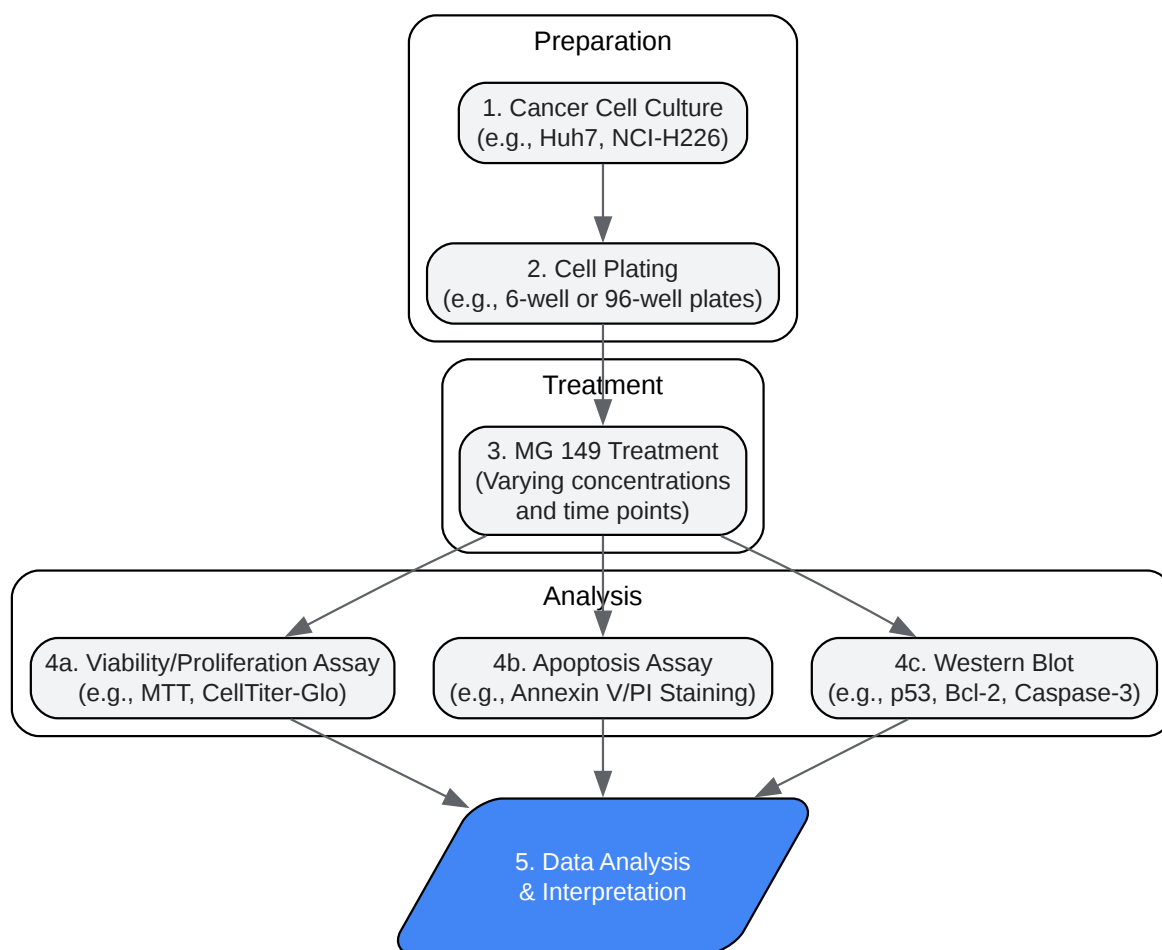 Preparation
1. Cancer Cell Culture
(e.g., Huh7, NCI-H226)
2. Cell Plating
(e.g., 6-well or 96-well plates)
Treatment
3. MG 149 Treatment
(Varying concentrations
and time points)
Analysis
4a. Viability/Proliferation Assay
(e.g., MTT, CellTiter-Glo)
4b. Apoptosis Assay
(e.g., Annexin V/PI Staining)
4c. Western Blot
(e.g., p53, Bcl-2, Caspase-3)
5. Data Analysis
& Interpretation